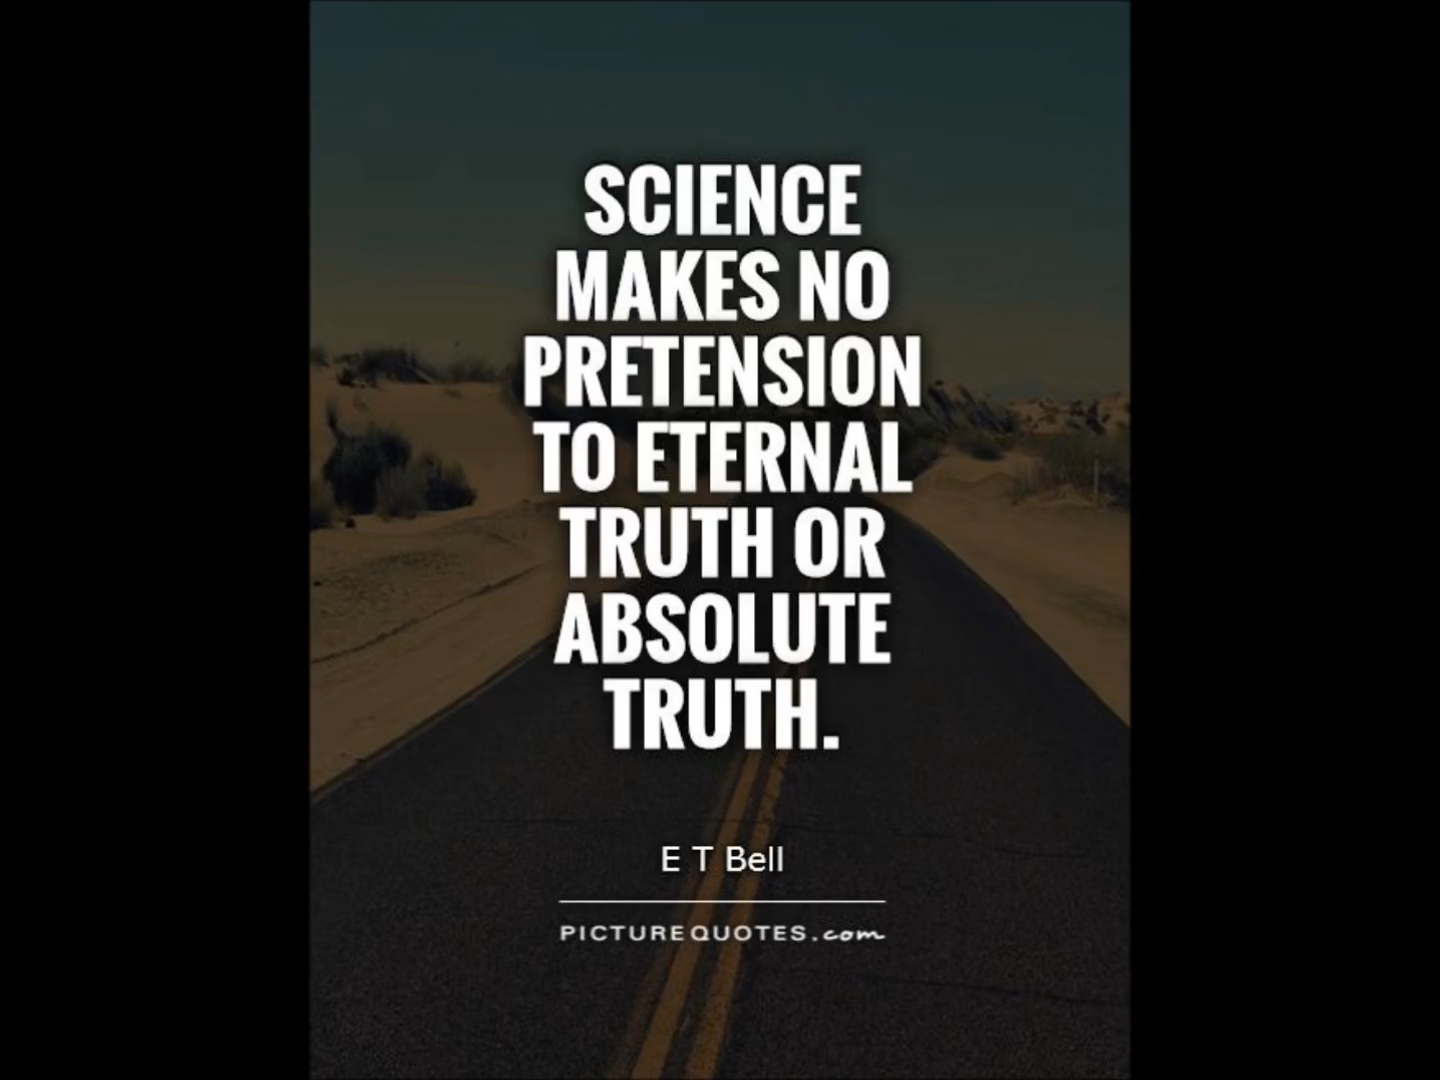 SCIENCE
MAKES NO
PRETENSION
TO ETERNAL
TRUTH OR
ABSOLUTE
TRUTH.
E T Bell
PICTUREQUOTES.com